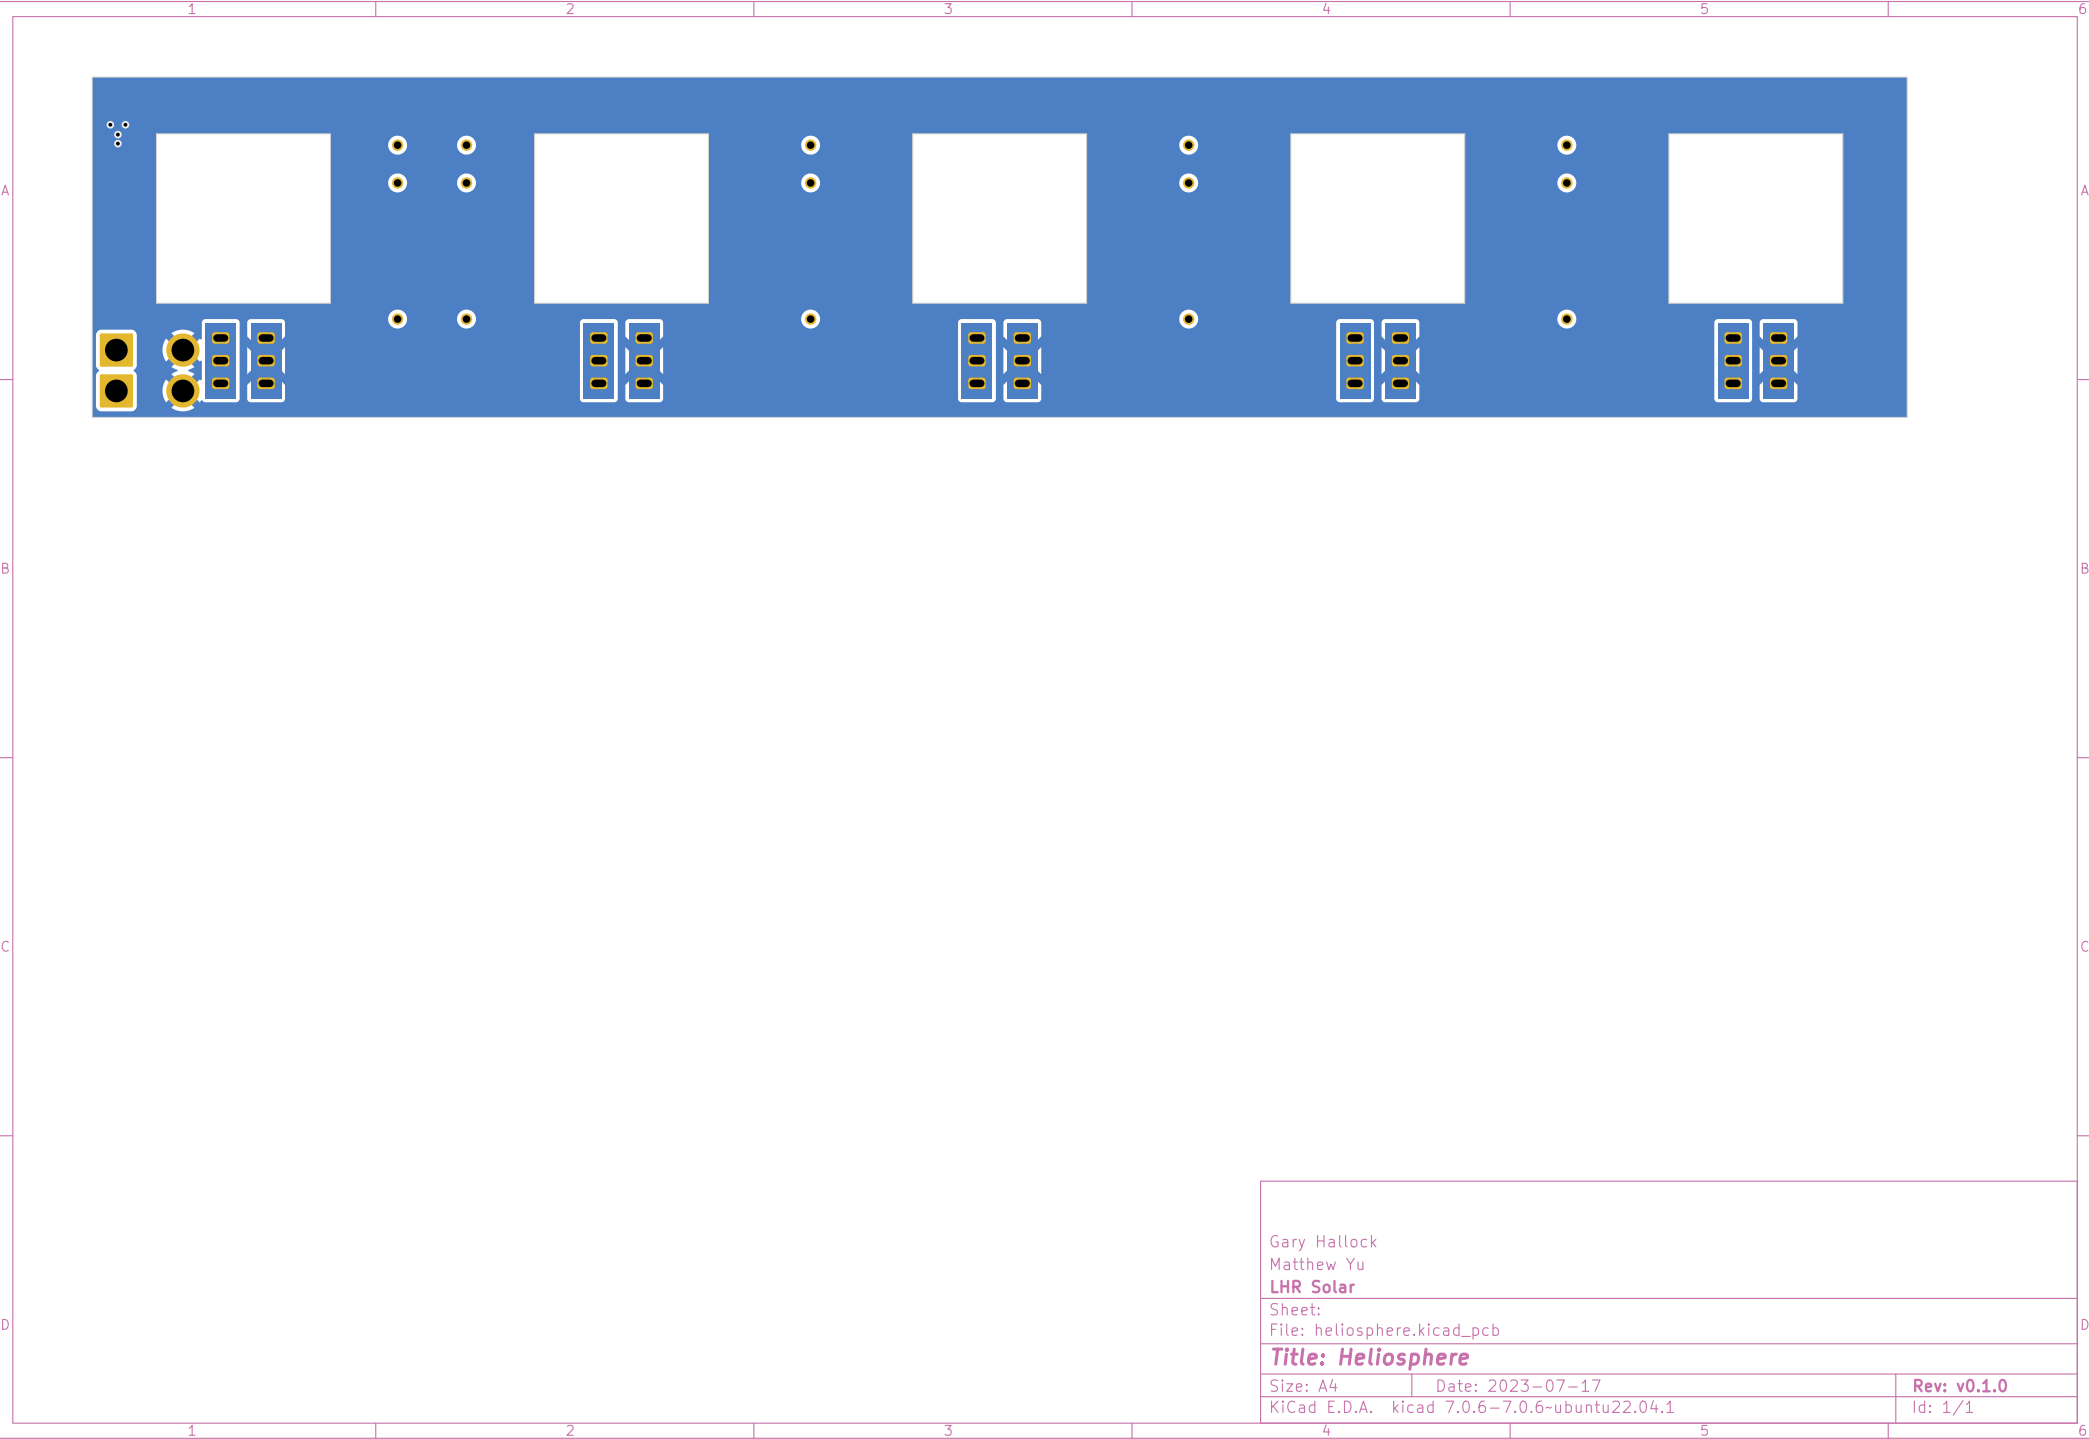 1 2 3 4 5 6
A A
B B
C C
Gary Hallock
Matthew Yu
LHR Solar
Sheet:
D D
File: heliosphere.kicad_pcb
Title: Heliosphere
Size: A4 Date: 2023-07-17 Rev: v0.1.0
KiCad E.D.A. kicad 7.0.6-7.0.6~ubuntu22.04.1 Id: 1/1
1 2 3 4 5 6